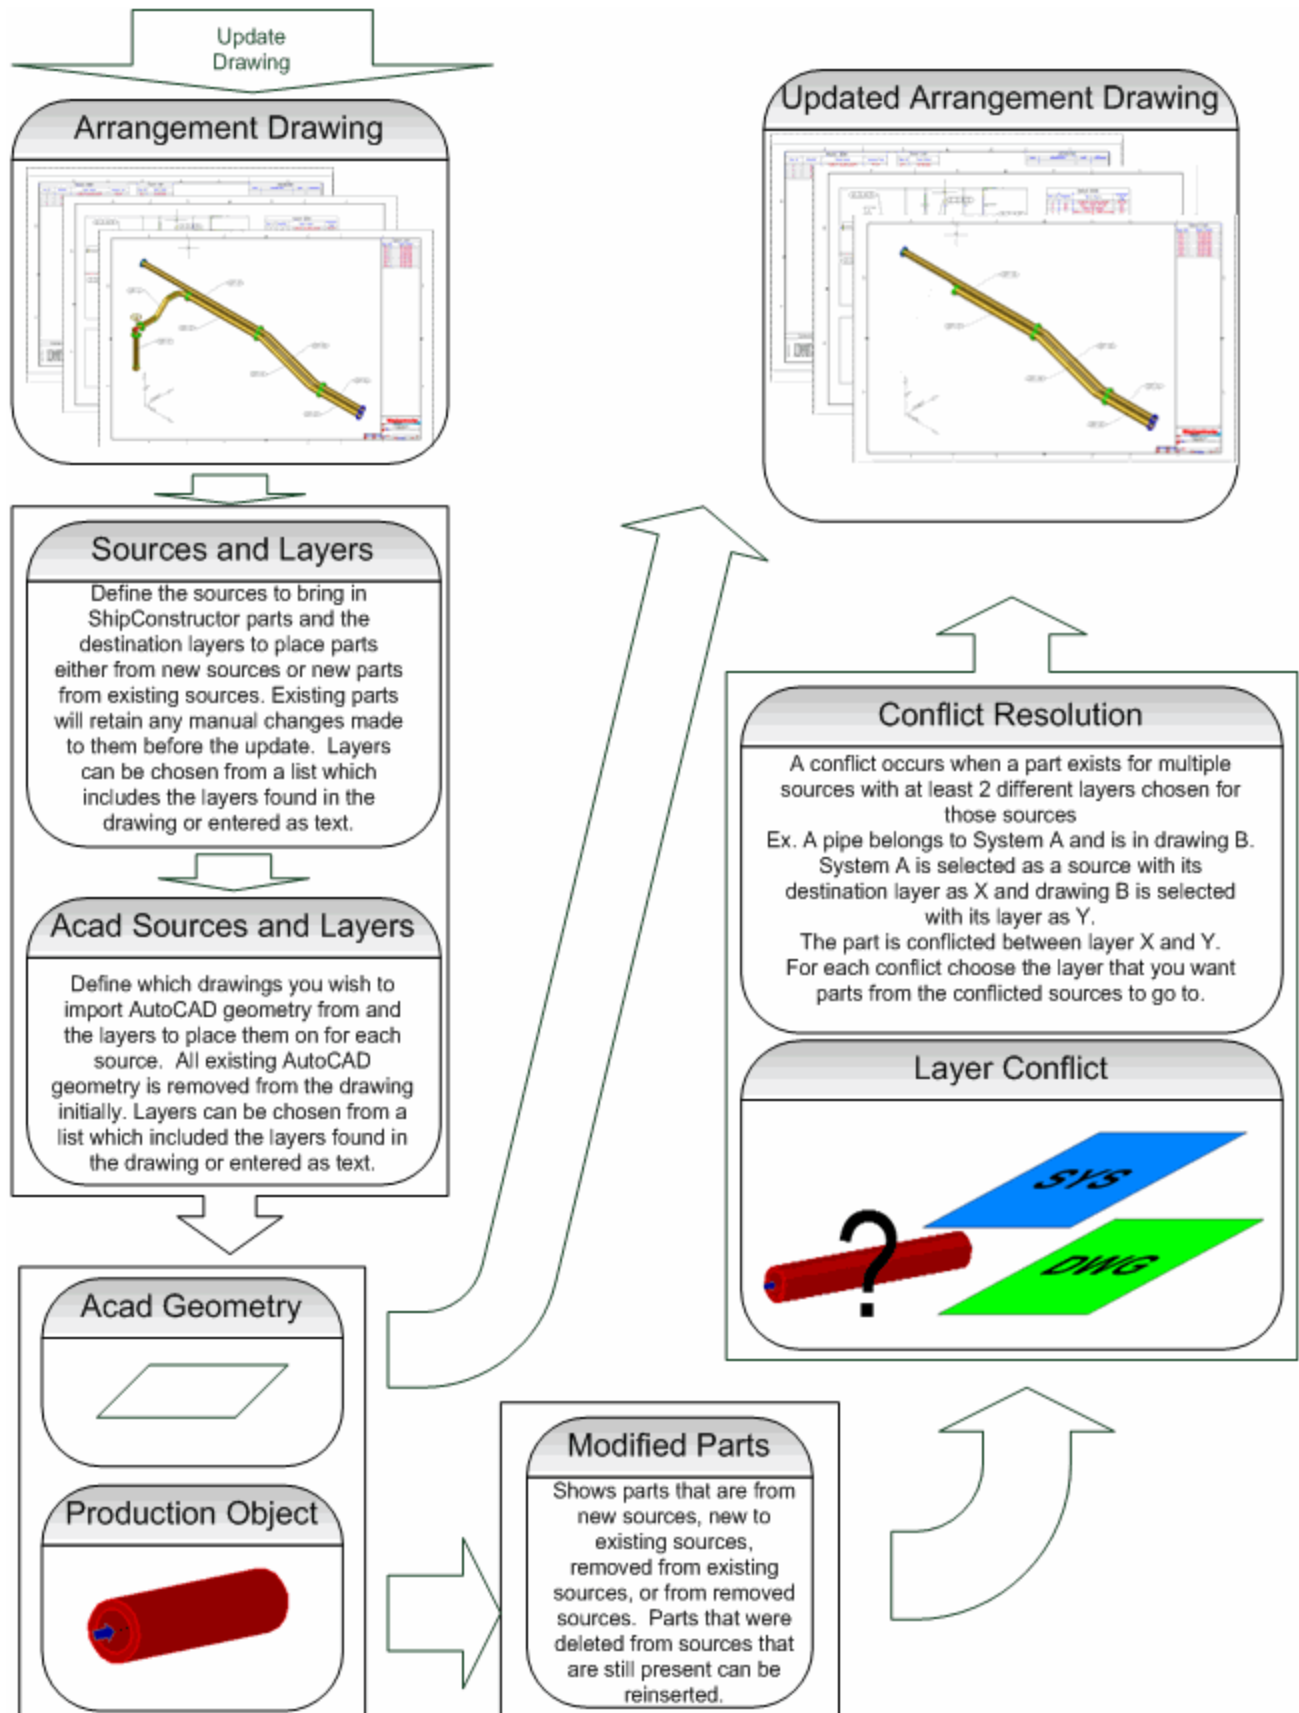 Update
Drawing
Arrangement Drawing
Sources and Layers
Define the sources to bring in
ShipConstructor parts and the
destination layers to place parts
either from new sources or new parts
from existing sources. Existing parts
will retain any manual changes made
to them before the update. Layers
can be chosen from a list which
includes the layers found in the
drawing or entered as text.
Acad Sources and Layers
Define which drawings you wish to
import AutoCAD geometry from and
the layers to place them on for each
source. All existing AutoCAD
geometry is removed from the drawing
initially. Layers can be chosen from a
list which included the layers found in
the drawing or entered as text.
Acad Geometry
Production Object
Modified Parts
Shows parts that are from
new sources, new to
existing sources,
removed from existing
sources, or from removed
sources. Parts that were
deleted from sources that
are still present can be
reinserted.
Updated Arrangement Drawing
Conflict Resolution
A conflict occurs when a part exists for multiple
sources with at least 2 different layers chosen for
those sources
Ex. A pipe belongs to System A and is in drawing B.
System A is selected as a source with its
destination layer as X and drawing B is selected
with its layer as Y.
The part is conflicted between layer X and Y.
For each conflict choose the layer that you want
parts from the conflicted sources to go to.
Layer Conflict
SYS
?
DWG